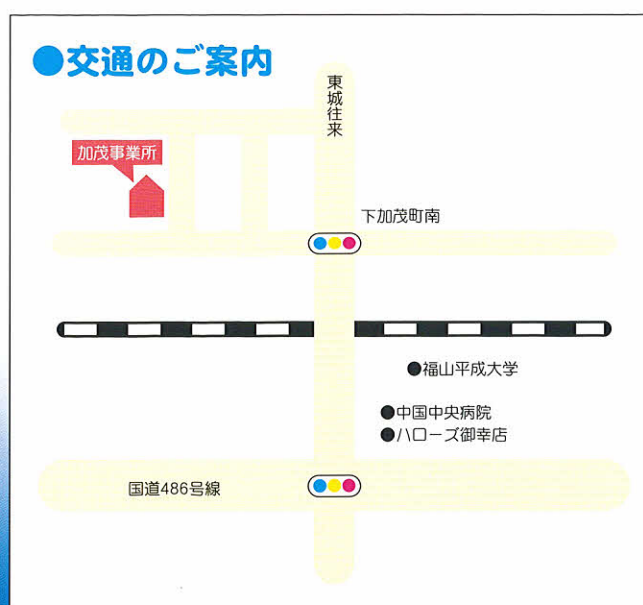 ●交通のご案内
東城往来
加茂事業所
下加茂町南
●福山平成大学
●中国中央病院
●ハローズ御幸店
国道486号線